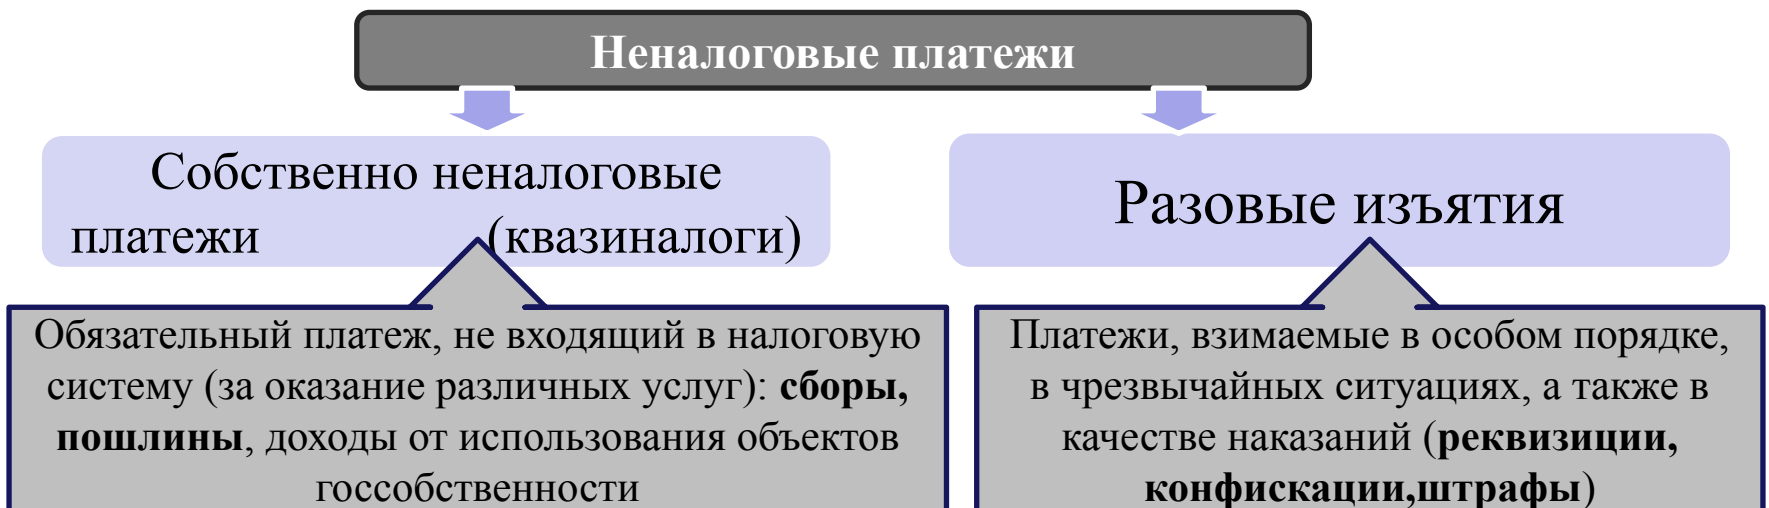 Неналоговые платежи
Собственно неналоговые
платежи (квазиналоги)
Разовые изъятия
Обязательный платеж, не входящий в налоговую
систему (за оказание различных услуг): сборы,
пошлины, доходы от использования объектов
госсобственности
Платежи, взимаемые в особом порядке,
в чрезвычайных ситуациях, а также в
качестве наказаний (реквизиции,
конфискации,штрафы)